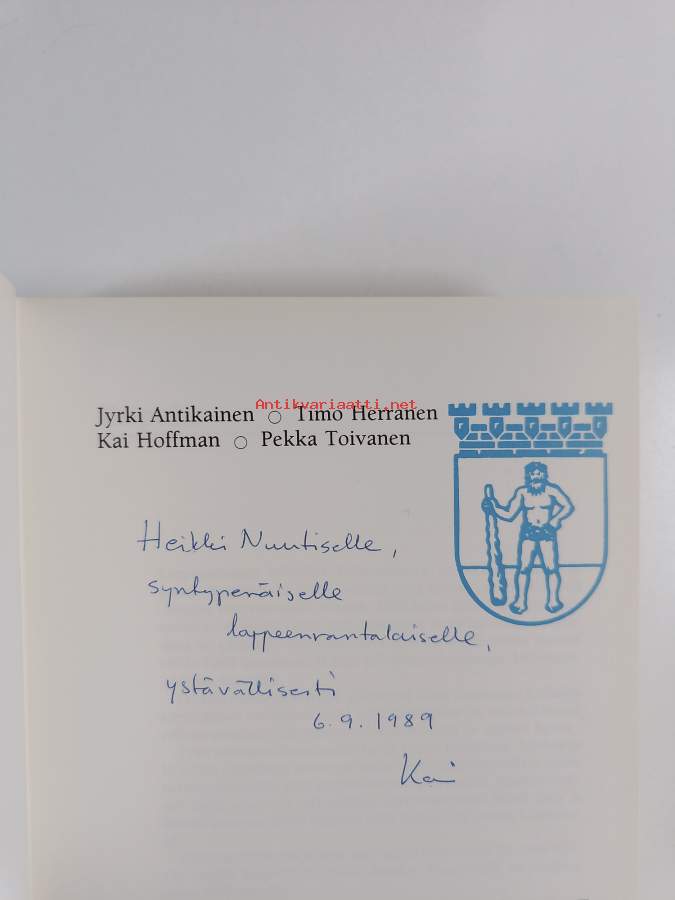 Antikvariaatti.net
Jyrki Antikainen ○ Timo Herranen
Kai Hoffman ○ Pekka Toivanen
Heikki Nuutiselle,
syntyperäiselle
lappeenrantalaiselle,
ystävällisesti
6.9.1989
Kai